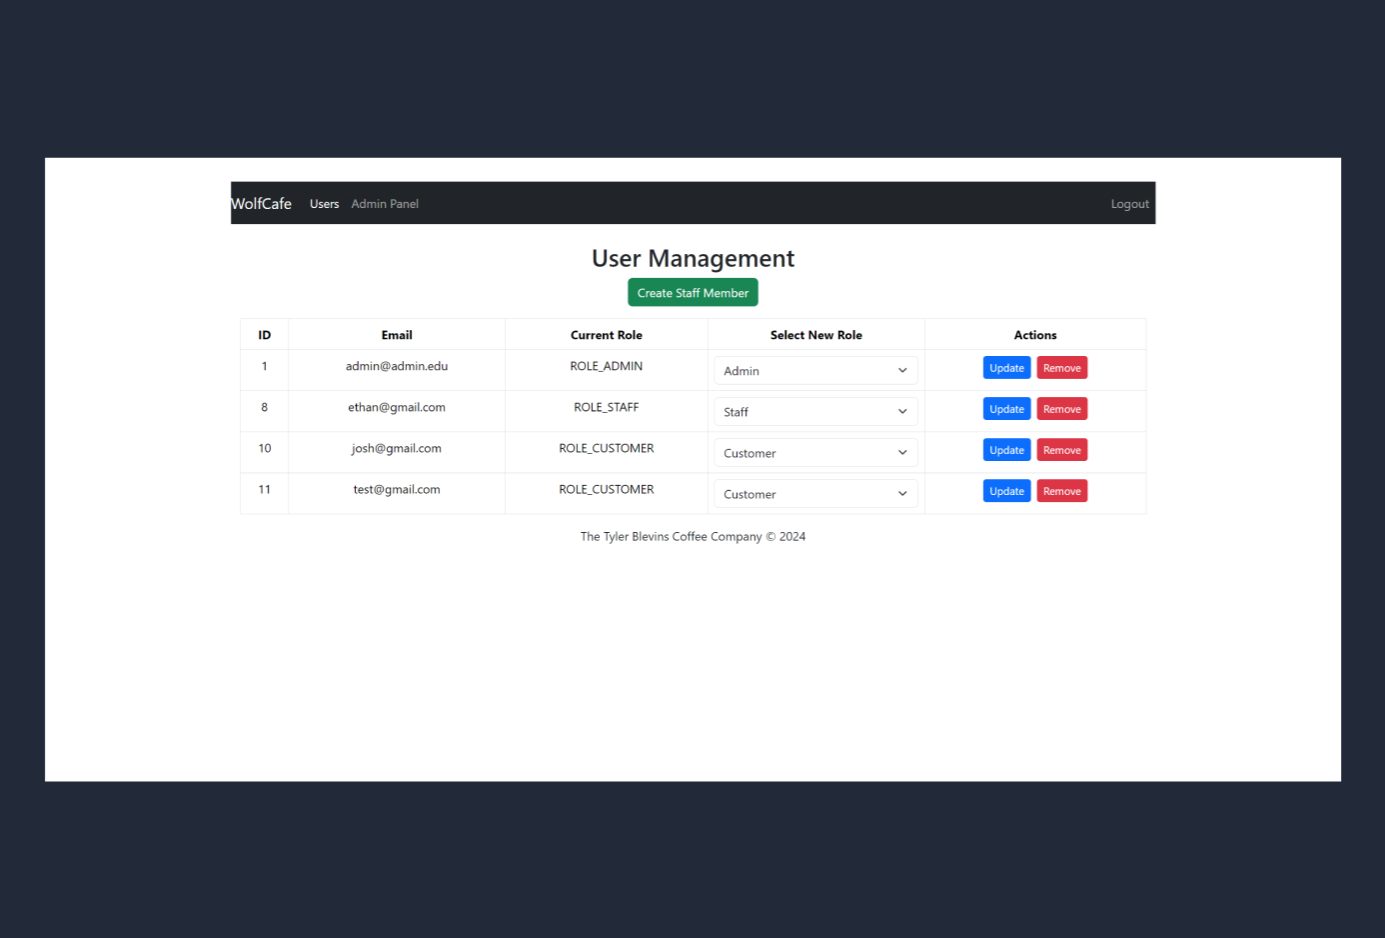 WolfCafe Users Admin Panel Logout
User Management
Create Staff Member
ID Email Current Role Select New Role Actions
1 admin@admin.edu ROLE_ADMIN Admin Update Remove
8 ethan@gmail.com ROLE_STAFF Staff Update Remove
10 josh@gmail.com ROLE_CUSTOMER Customer Update Remove
11 test@gmail.com ROLE_CUSTOMER Customer Update Remove
The Tyler Blevins Coffee Company © 2024